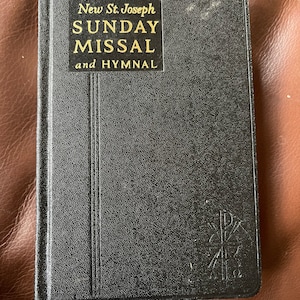 New St. Joseph
SUNDAY
MISSAL
and HYMNAL